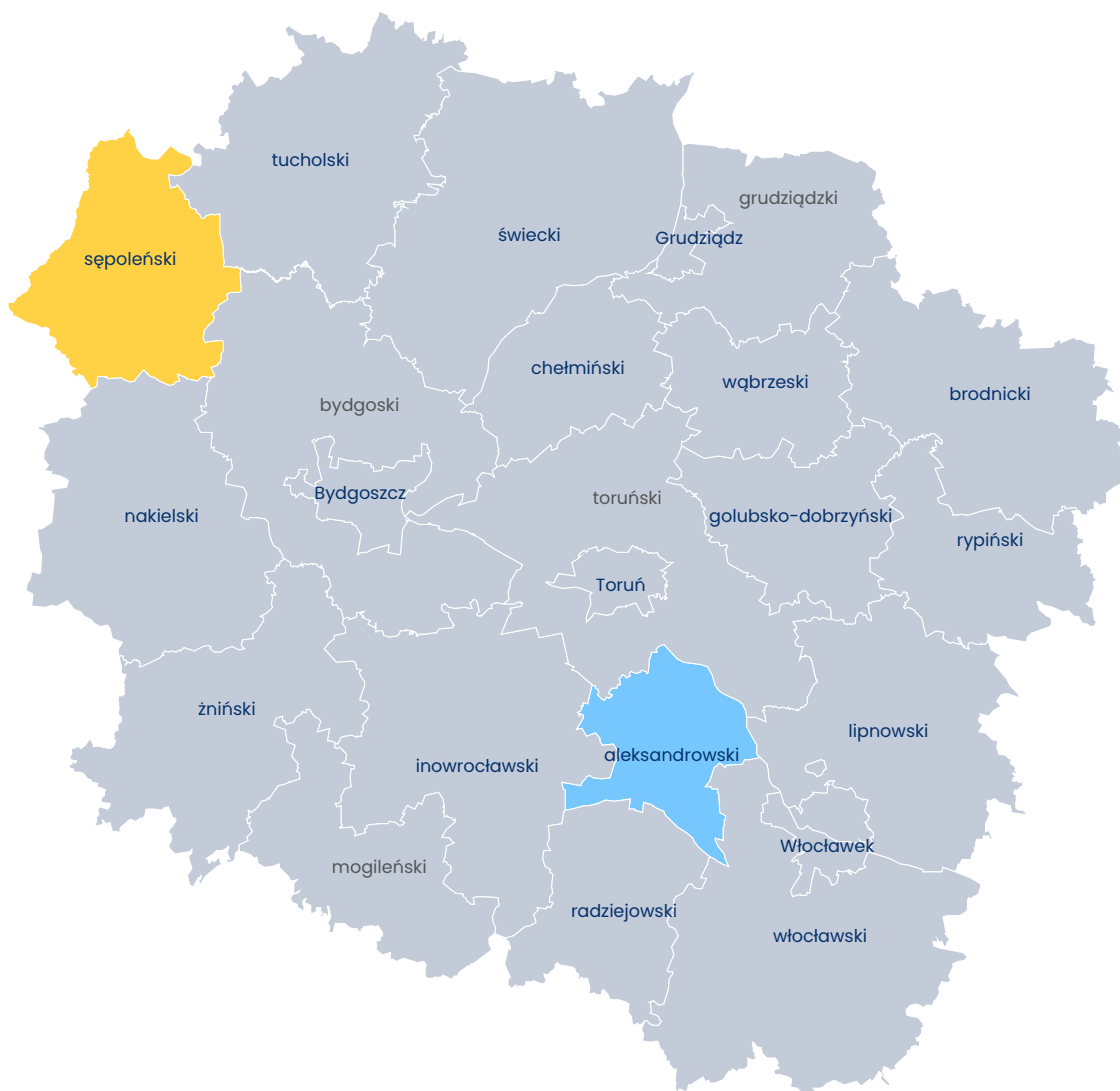 tucholski
grudziądzki
świecki
Grudziądz
sępoleński
chełmiński
wąbrzeski
brodnicki
bydgoski
Bydgoszcz
toruński
nakielski
golubsko-dobrzyński
rypiński
Toruń
żniński
lipnowski
aleksandrowski
inowrocławski
Włocławek
mogileński
radziejowski
włocławski